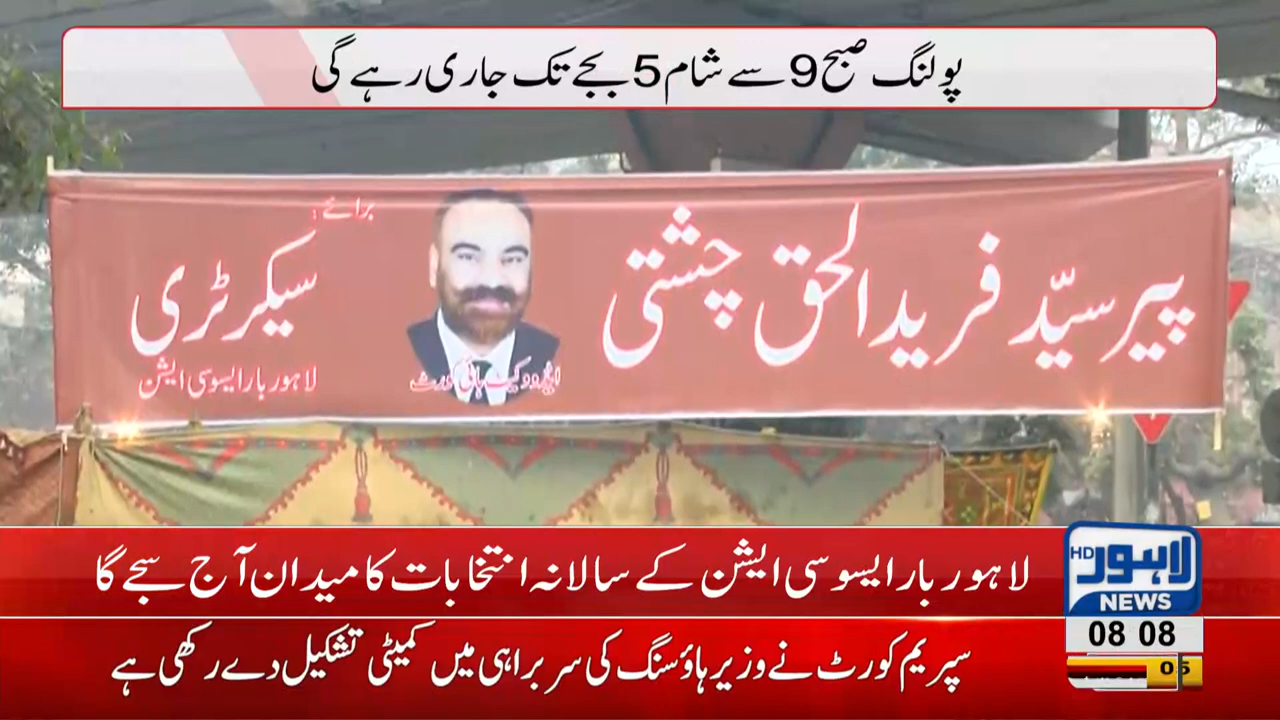 پولنگ صبح 9 سے شام 5 بجے تک جاری رہے گی
پیر سیّد فرید الحق چشتی
ایڈووکیٹ ہائی کورٹ
برائے :
سیکرٹری
لاہور بار ایسوسی ایشن
لاہور بار ایسوسی ایشن کے سالانہ انتخابات کا میدان آج سجے گا
HD لاہور
NEWS
08 08
05
سپریم کورٹ نے وزیر ہاؤسنگ کی سربراہی میں کمیٹی تشکیل دے رکھی ہے